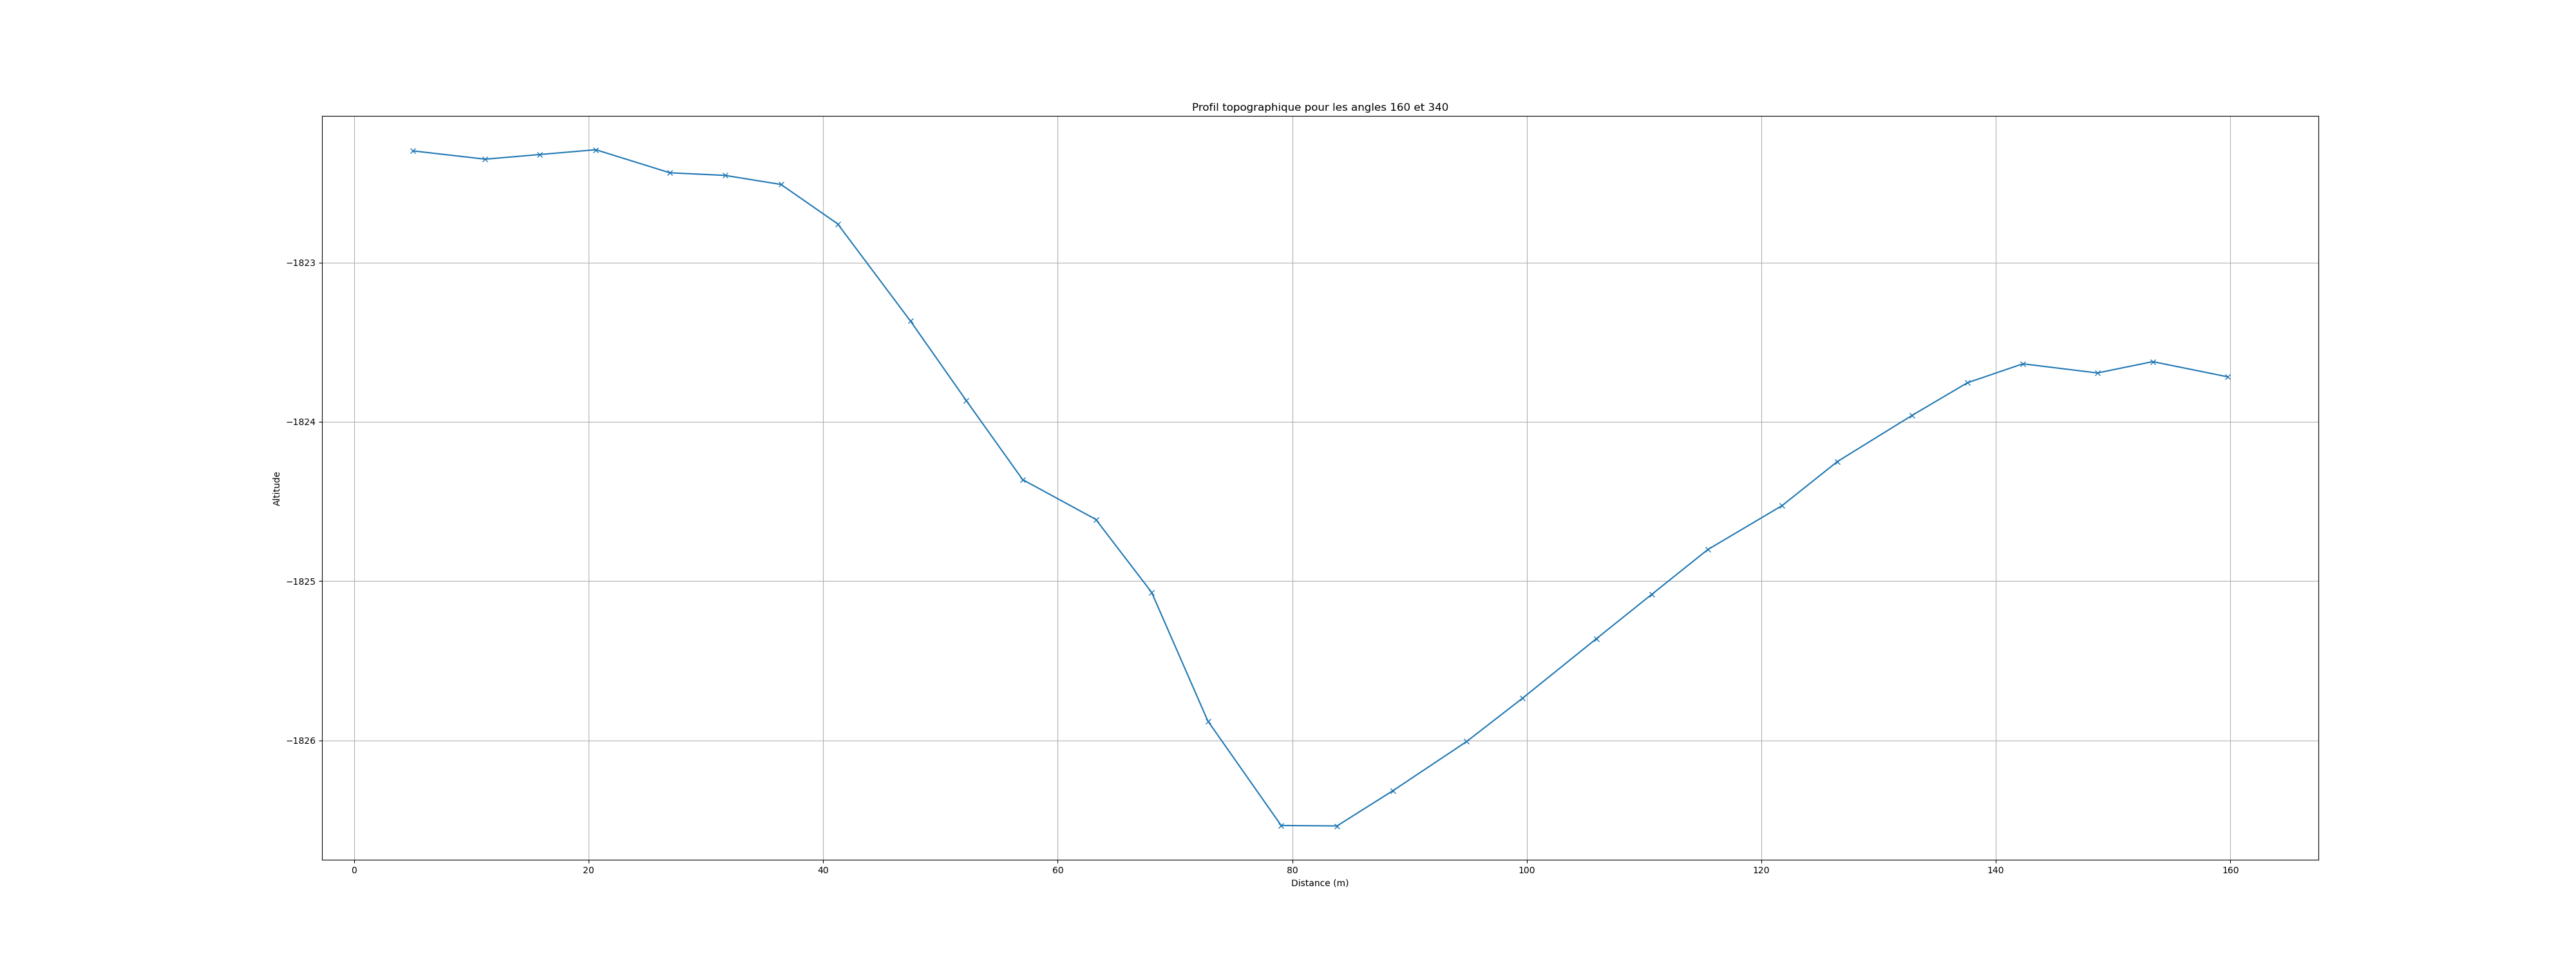 Profil topographique pour les angles 160 et 340
−1823
−1824
−1825
−1826
Altitude
0 20 40 60 80 100 120 140 160
Distance (m)